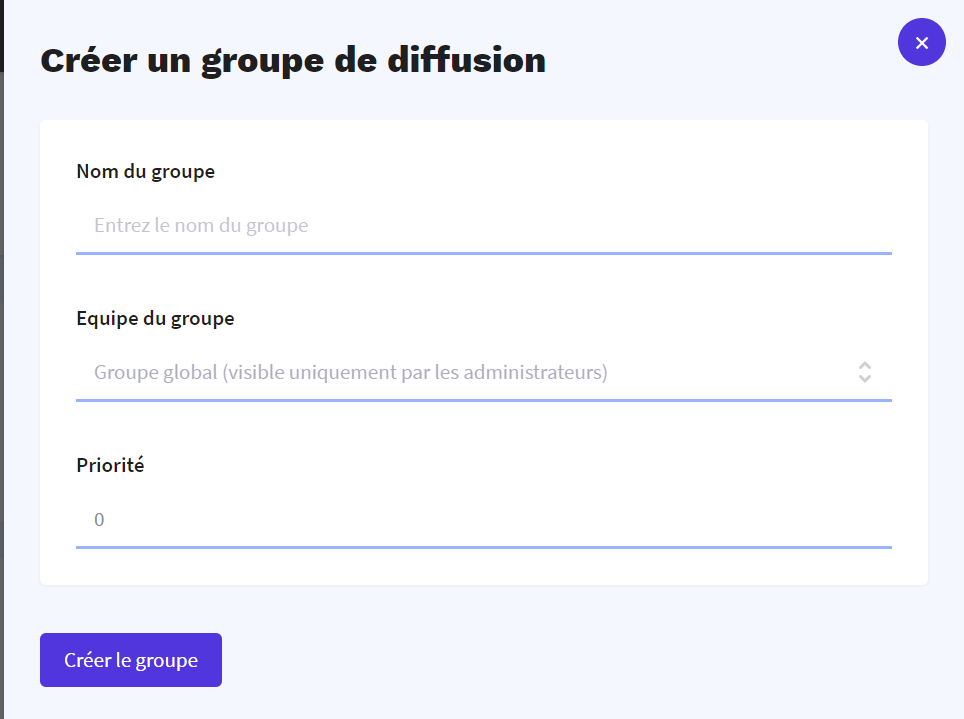 Créer un groupe de diffusion
Nom du groupe
Entrez le nom du groupe
Equipe du groupe
Groupe global (visible uniquement par les administrateurs)
Priorité
0
Créer le groupe